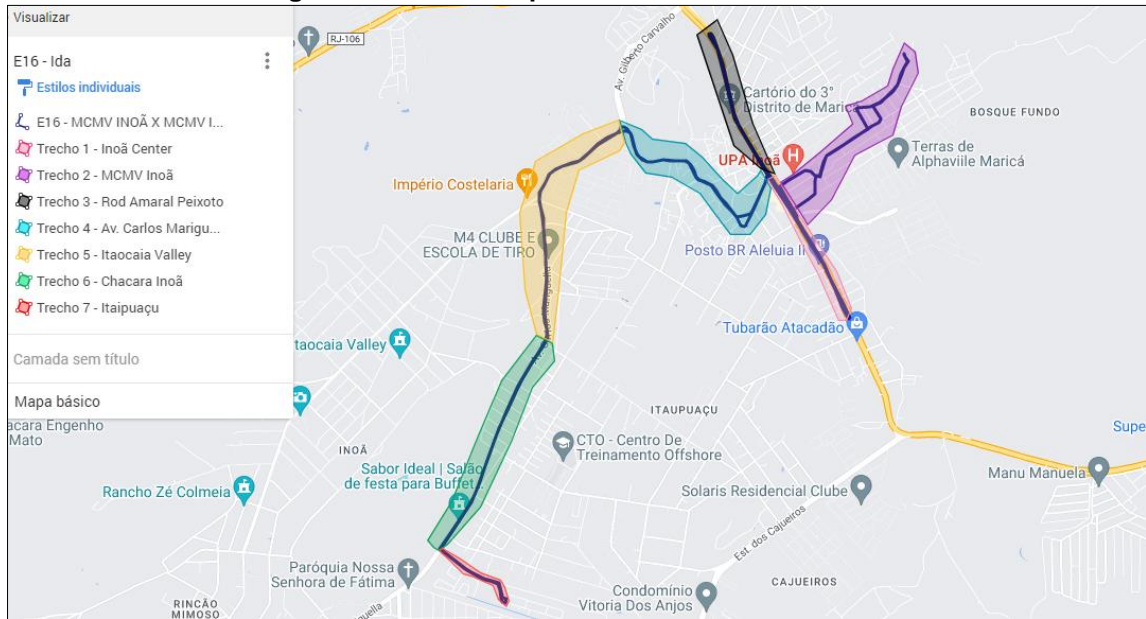 Visualizar
E16 - Ida
Estilos individuais
E16 - MCMV INOÃ X MCMV I...
Trecho 1 - Inoã Center
Trecho 2 - MCMV Inoã
Trecho 3 - Rod Amaral Peixoto
Trecho 4 - Av. Carlos Marigu...
Trecho 5 - Itaocaia Valley
Trecho 6 - Chacara Inoã
Trecho 7 - Itaipuaçu
Camada sem título
Mapa básico
RJ-106
Av. Gilberto Carvalho
Cartório do 3°
Distrito de Maricá
BOSQUE FUNDO
Terras de
Alphaviile Maricá
UPA Inoã
H
Império Costelaria
M4 CLUBE E
ESCOLA DE TIRO
Posto BR Aleluia II
Tubarão Atacadão
taocaia Valley
acara Engenho
Mato
ITAUPUAÇU
Supe
INOÃ
CTO - Centro De
Treinamento Offshore
Sabor Ideal | Salão
de festa para Buffet...
Manu Manuela
Rancho Zé Colmeia
Solaris Residencial Clube
Est. dos Cajueiros
Paróquia Nossa
Senhora de Fátima
Condomínio
Vitoria Dos Anjos
CAJUEIROS
RINCÃO
MIMOSO